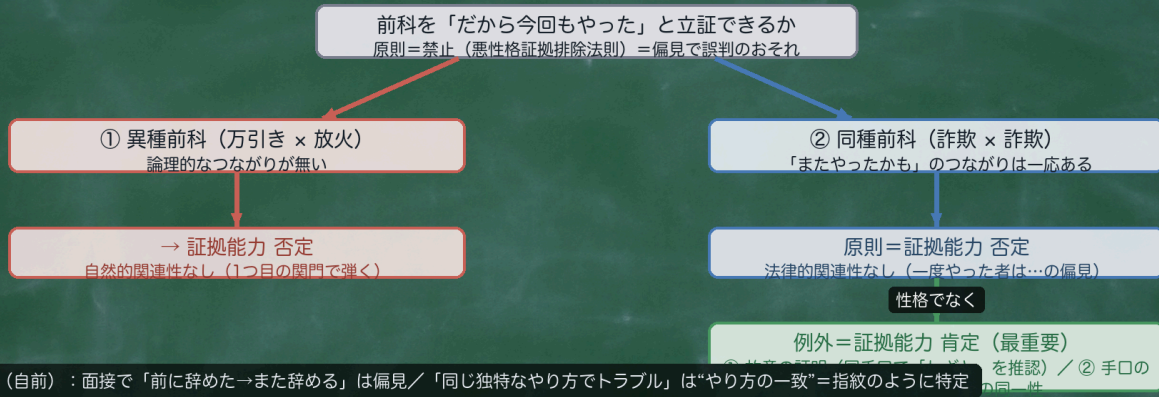 前科を「だから今回もやった」と立証できるか
原則＝禁止（悪性格証拠排除法則）＝偏見で誤判のおそれ
① 異種前科（万引き × 放火）
論理的なつながりが無い
② 同種前科（詐欺 × 詐欺）
「またやったかも」のつながりは一応ある
→ 証拠能力 否定
自然的関連性なし（1つ目の関門で弾く）
原則＝証拠能力 否定
法律的関連性なし（一度やった者は…の偏見）
性格でなく
例外＝証拠能力 肯定（最重要）
を推認）／ ② 手口の
の同一性
（自前）：面接で「前に辞めた→また辞める」は偏見／「同じ独特なやり方でトラブル」は“やり方の一致”＝指紋のように特定